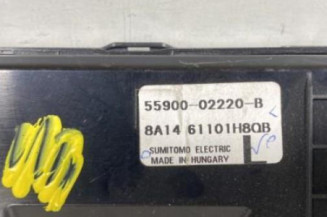 55900-02220-B
8A14 61101H8QB
SUMITOMO ELECTRIC
MADE IN HUNGARY
L